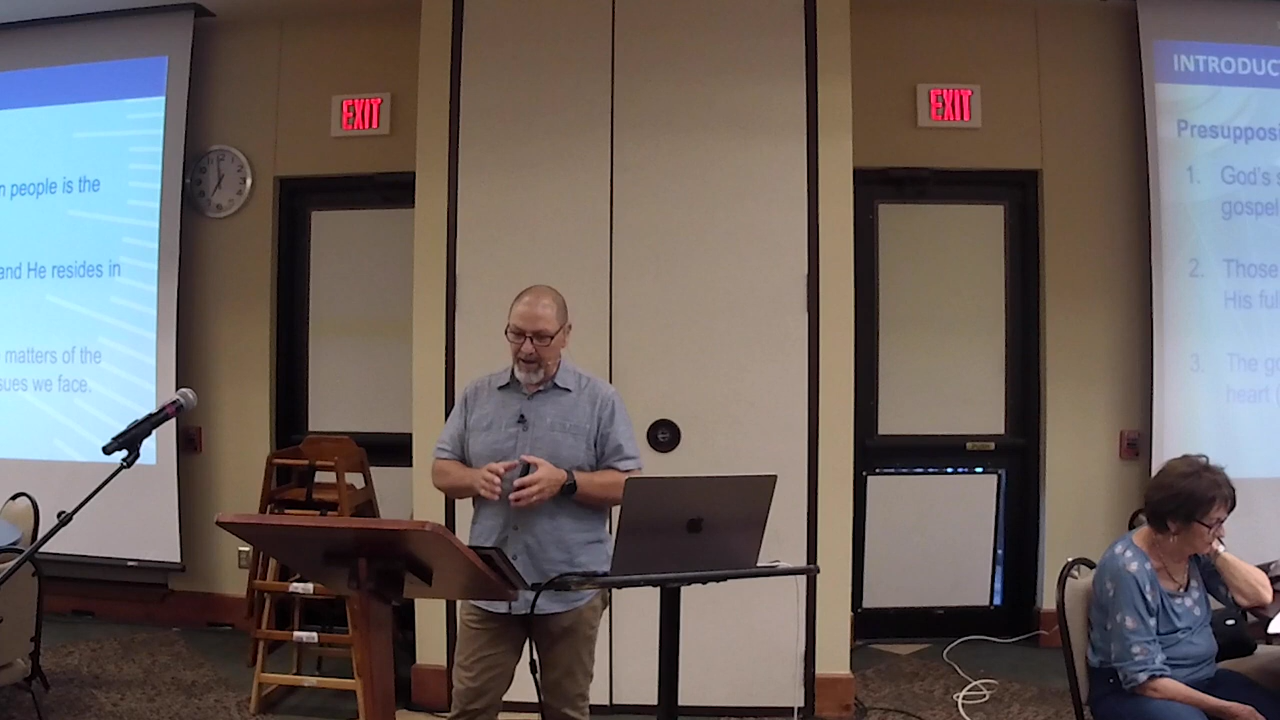 n people is the
and He resides in
matters of the
sues we face.
EXIT
EXIT
INTRODUC
Presupposi
1. God's s
gospel
2. Those
His ful
3. The go
heart